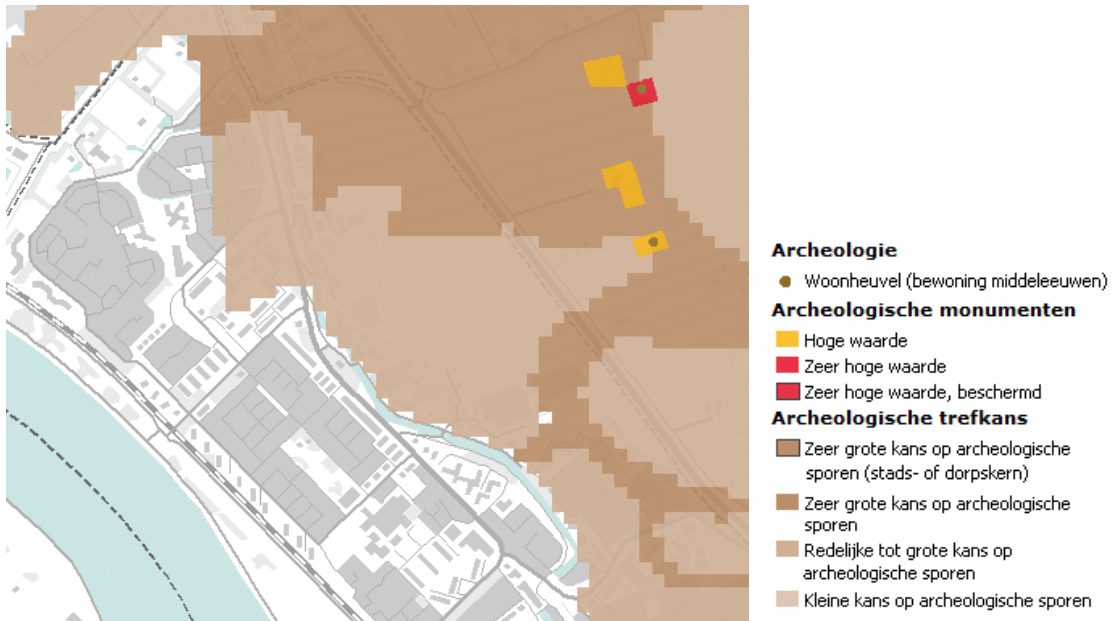 Archeologie
Woonheuvel (bewoning middeleeuwen)
Archeologische monumenten
Hoge waarde
Zeer hoge waarde
Zeer hoge waarde, beschermd
Archeologische trefkans
Zeer grote kans op archeologische
sporen (stads- of dorpskern)
Zeer grote kans op archeologische
sporen
Redelijke tot grote kans op
archeologische sporen
Kleine kans op archeologische sporen